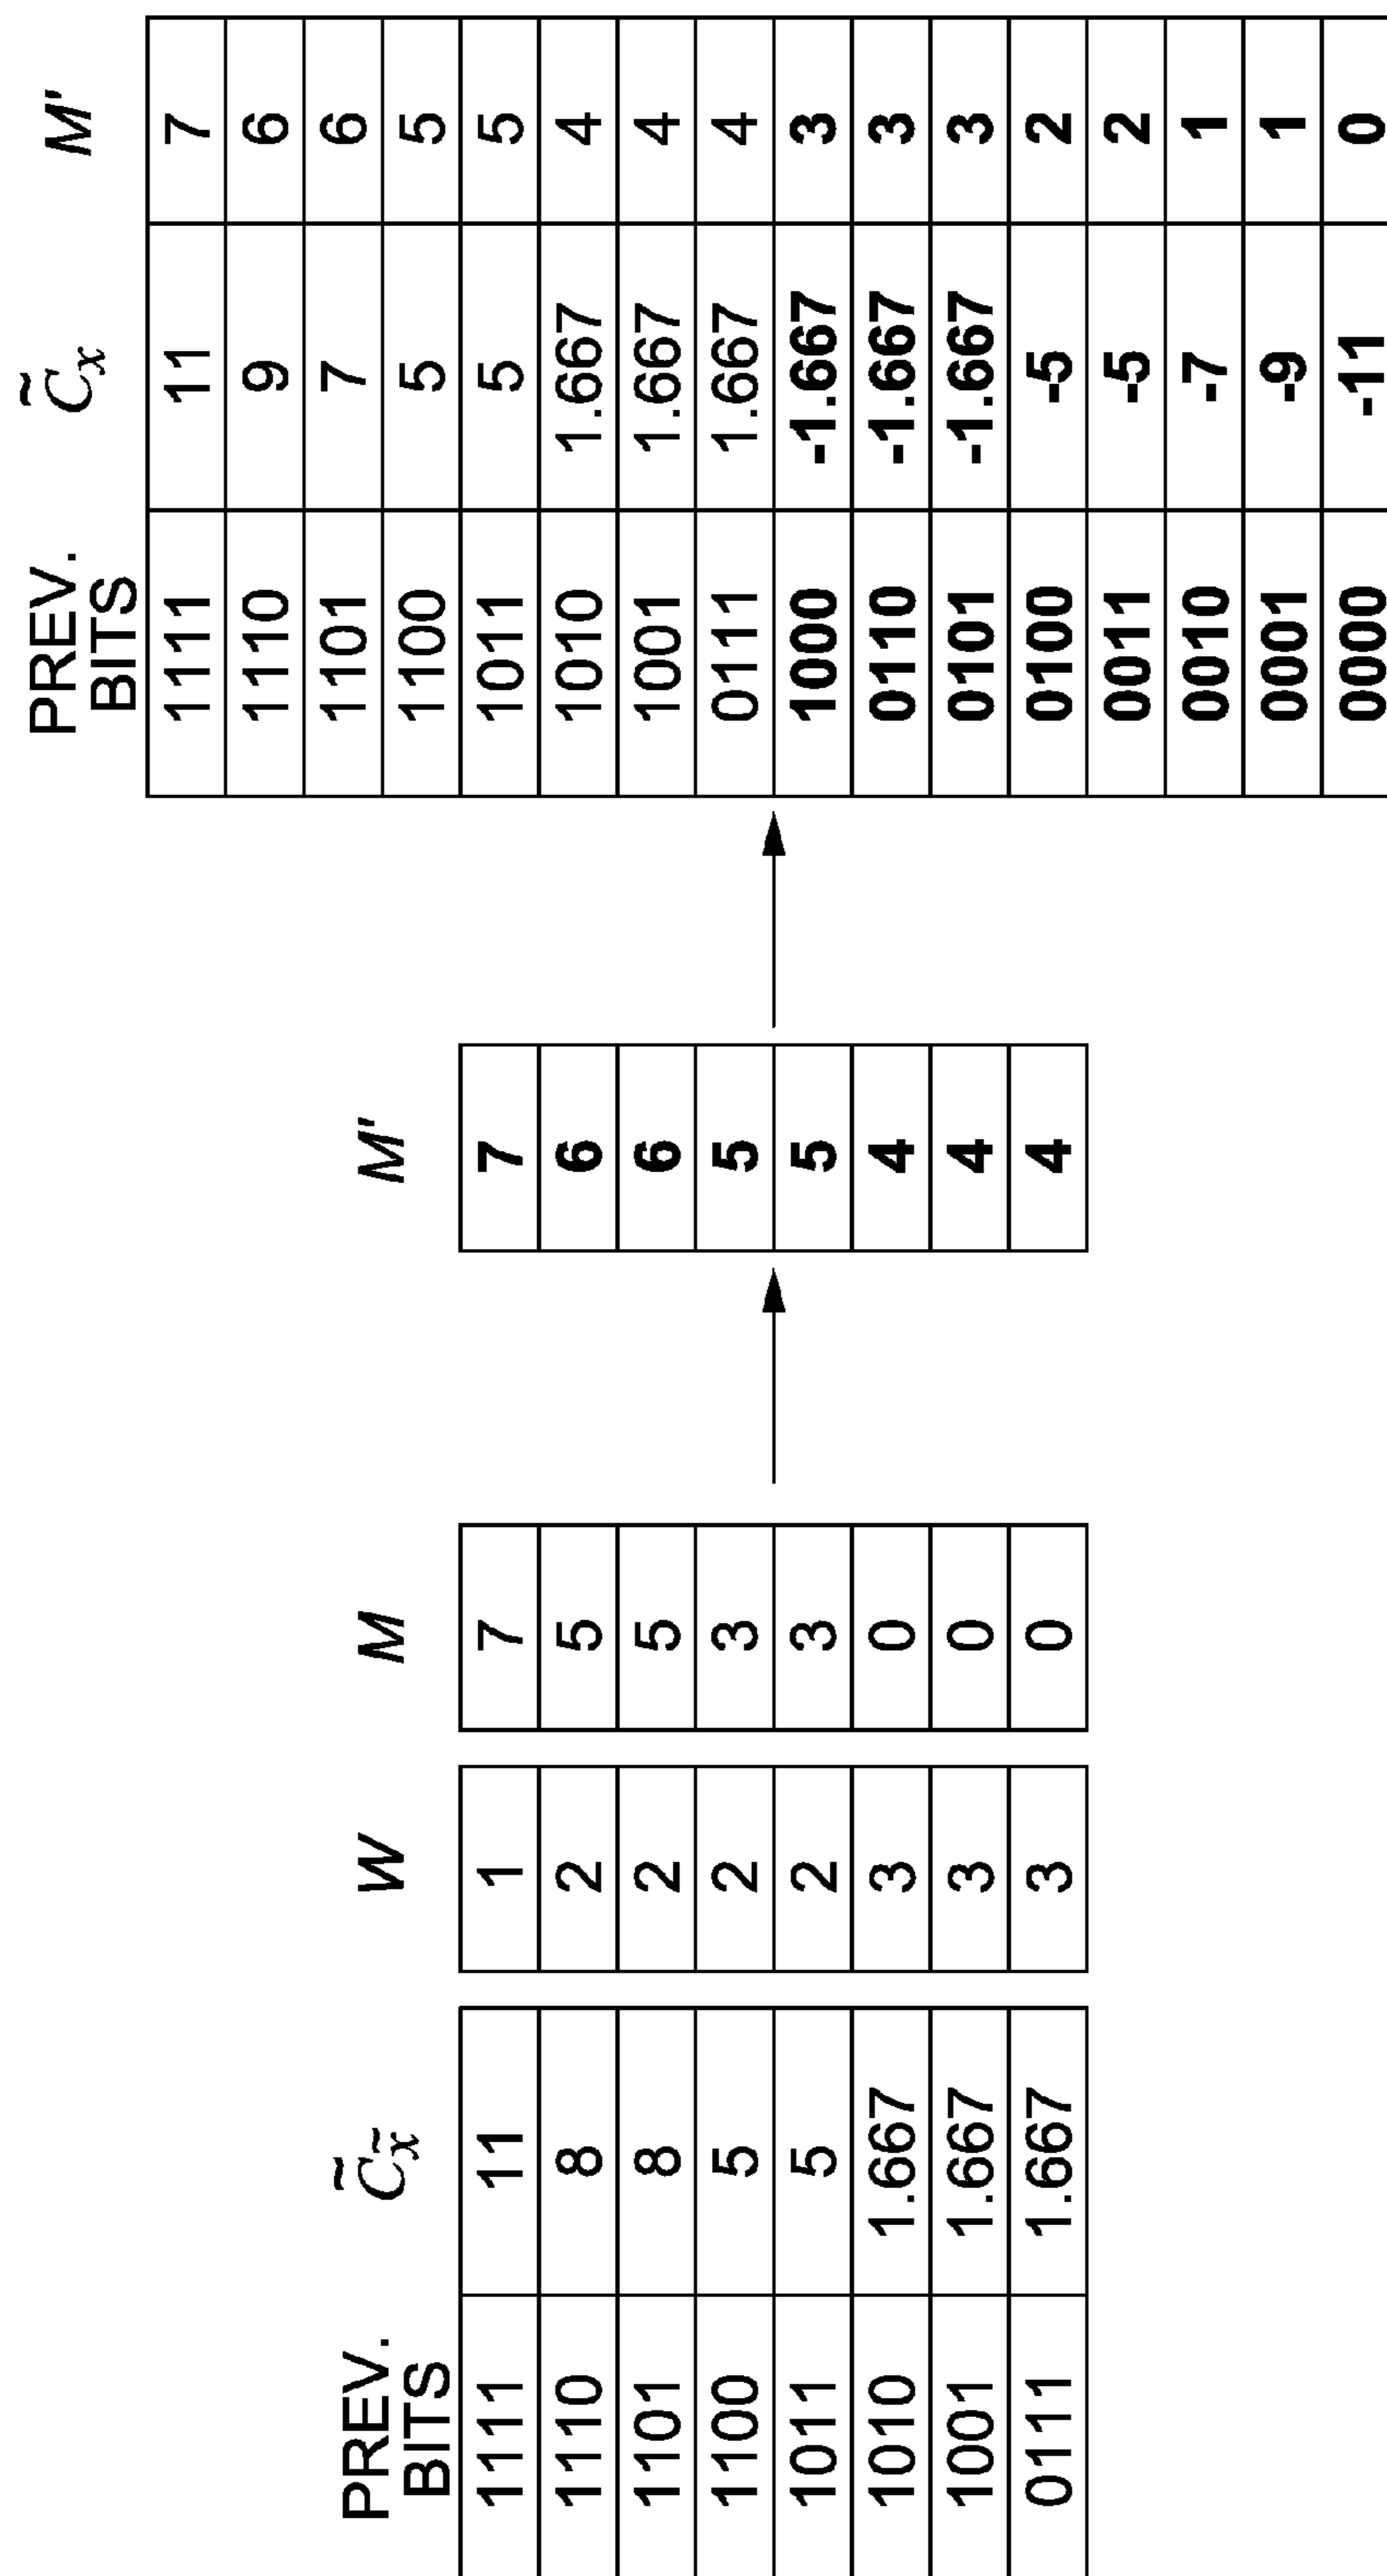 PREV. BITS C̃x̃ W M
1111 11 1 7
1110 8 2 5
1101 8 2 5
1100 5 2 3
1011 5 2 3
1010 1.667 3 0
1001 1.667 3 0
0111 1.667 3 0
M'
7
6
6
5
5
4
4
4
PREV. BITS C̃x M'
1111 11 7
1110 9 6
1101 7 6
1100 5 5
1011 5 5
1010 1.667 4
1001 1.667 4
0111 1.667 4
1000 -1.667 3
0110 -1.667 3
0101 -1.667 3
0100 -5 2
0011 -5 2
0010 -7 1
0001 -9 1
0000 -11 0